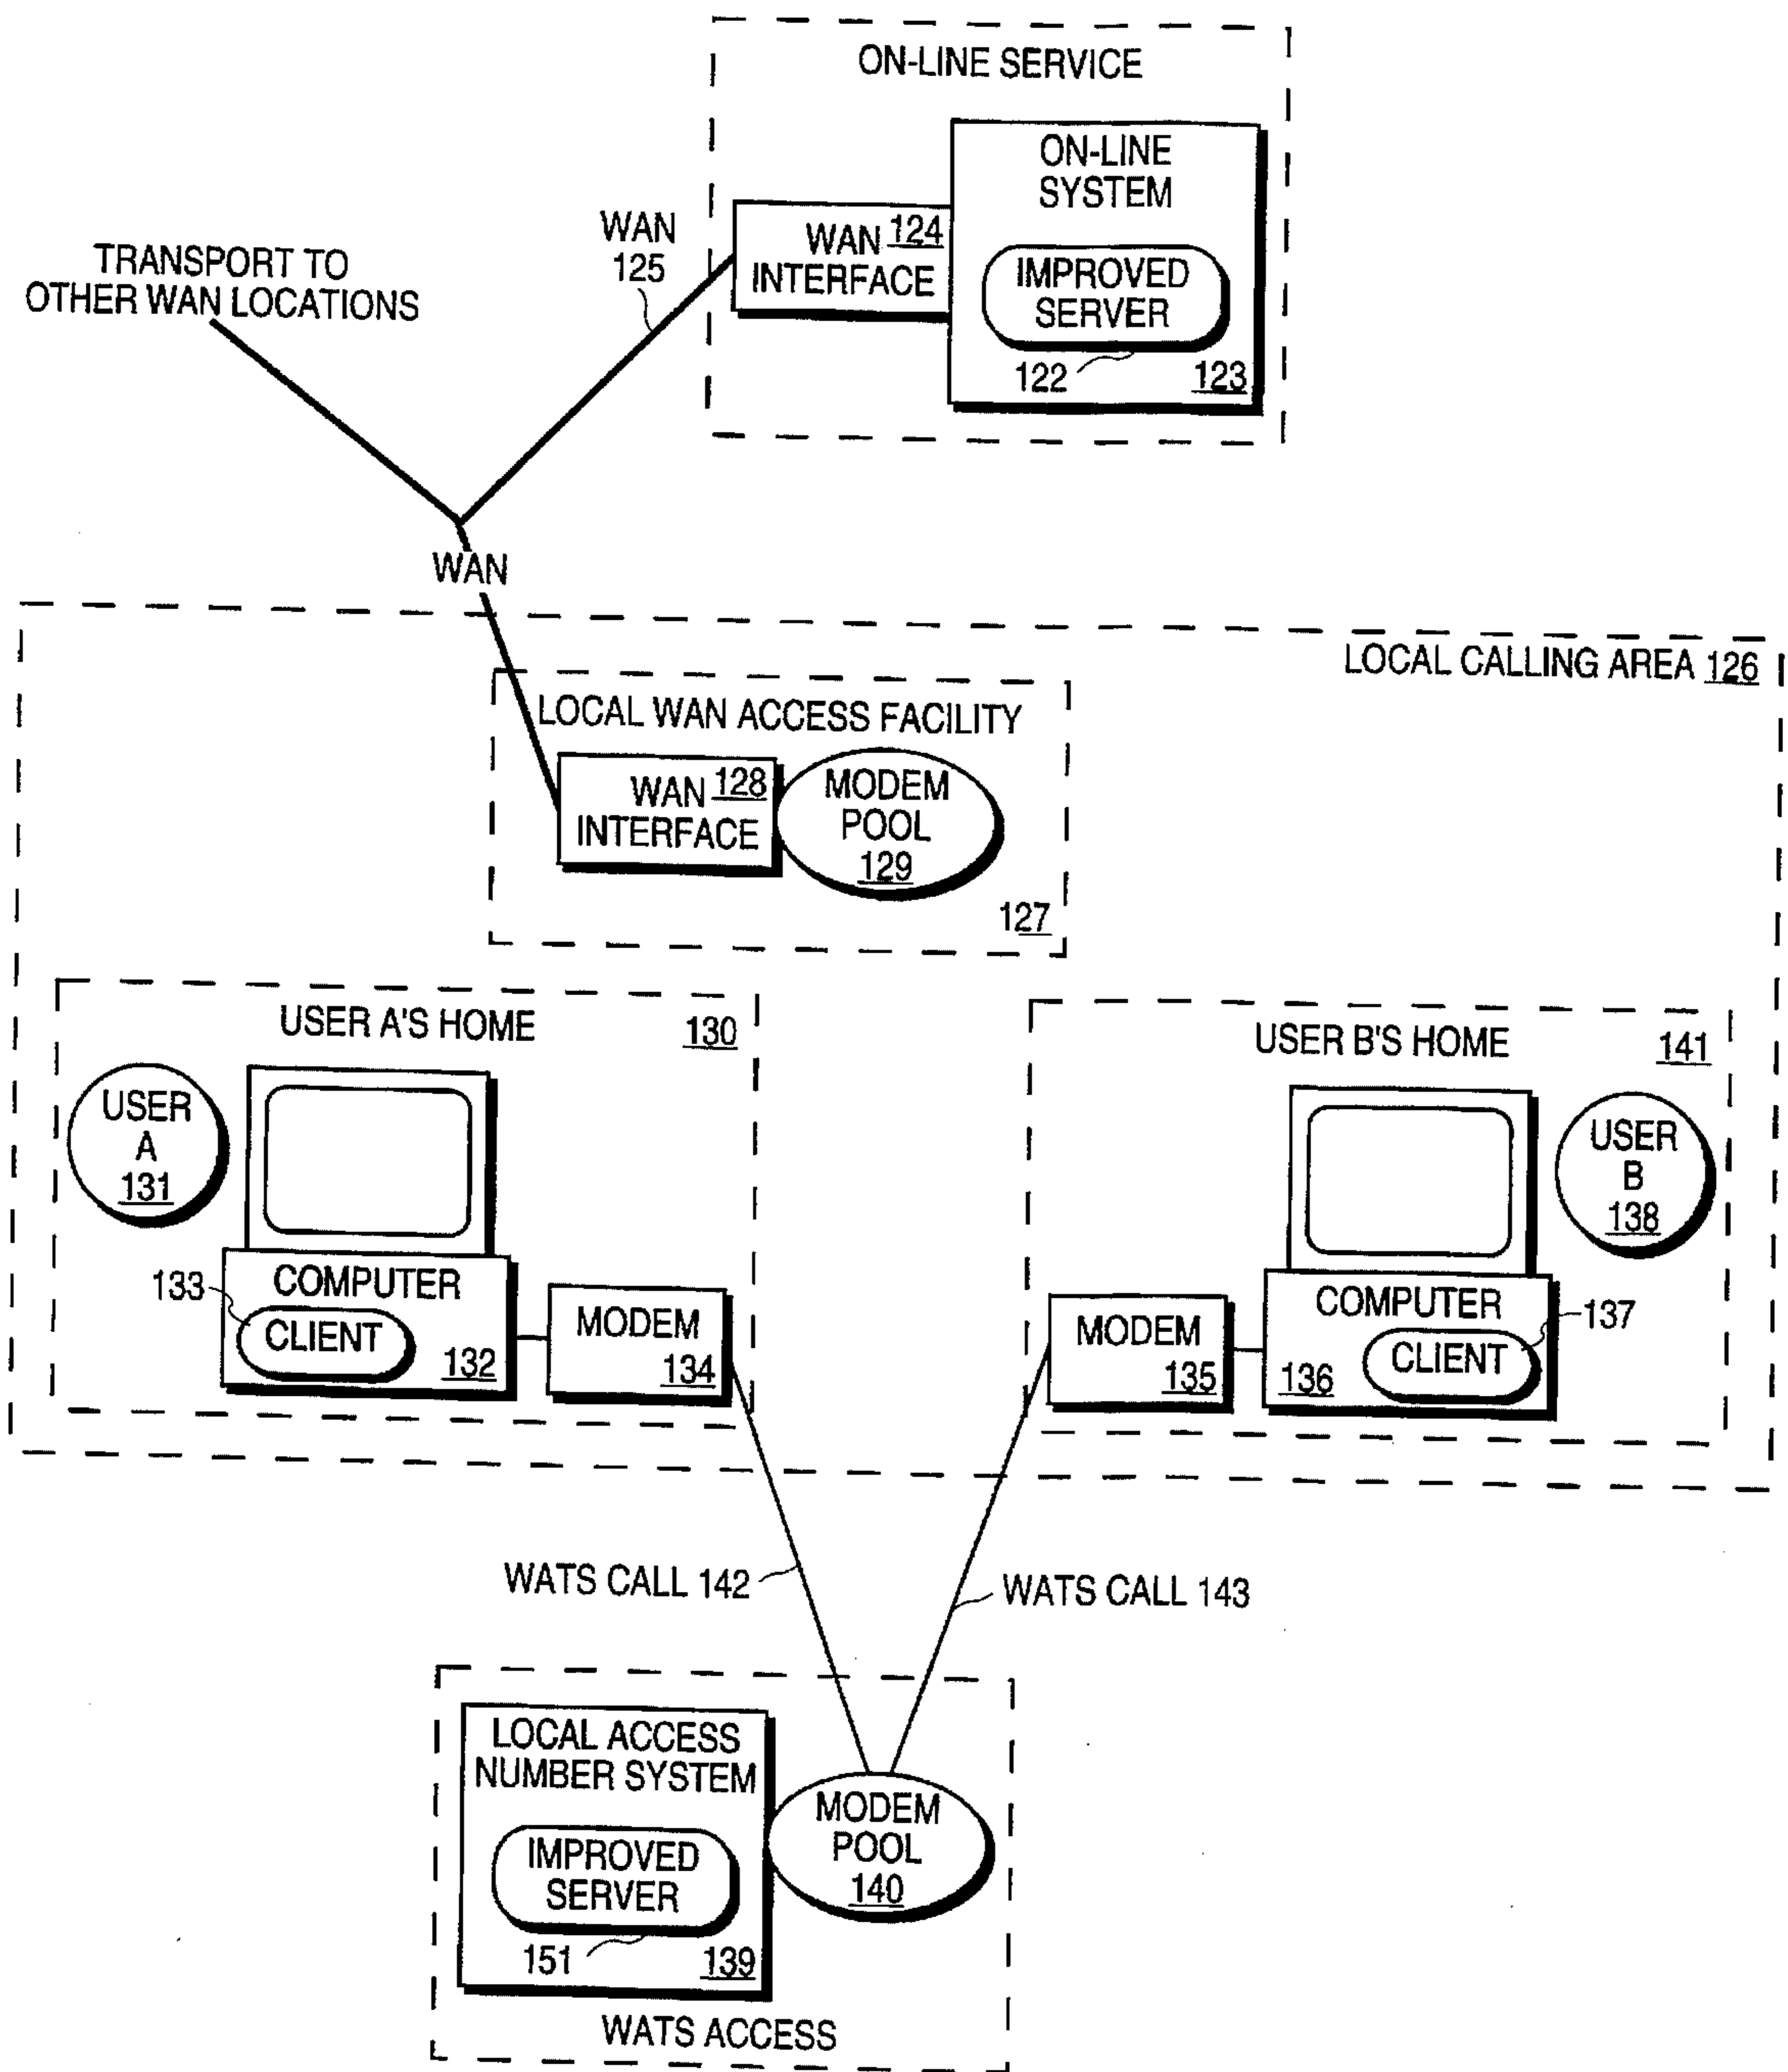 ON-LINE SERVICE
ON-LINE
SYSTEM
WAN 124
INTERFACE
IMPROVED
SERVER
122
123
WAN
125
TRANSPORT TO
OTHER WAN LOCATIONS
WAN
LOCAL CALLING AREA 126
LOCAL WAN ACCESS FACILITY
WAN 128
INTERFACE
MODEM
POOL
129
127
USER A'S HOME
130
USER
A
131
COMPUTER
133
CLIENT
132
MODEM
134
USER B'S HOME
141
USER
B
138
MODEM
135
COMPUTER
137
CLIENT
136
WATS CALL 142
WATS CALL 143
LOCAL ACCESS
NUMBER SYSTEM
IMPROVED
SERVER
151
139
MODEM
POOL
140
WATS ACCESS